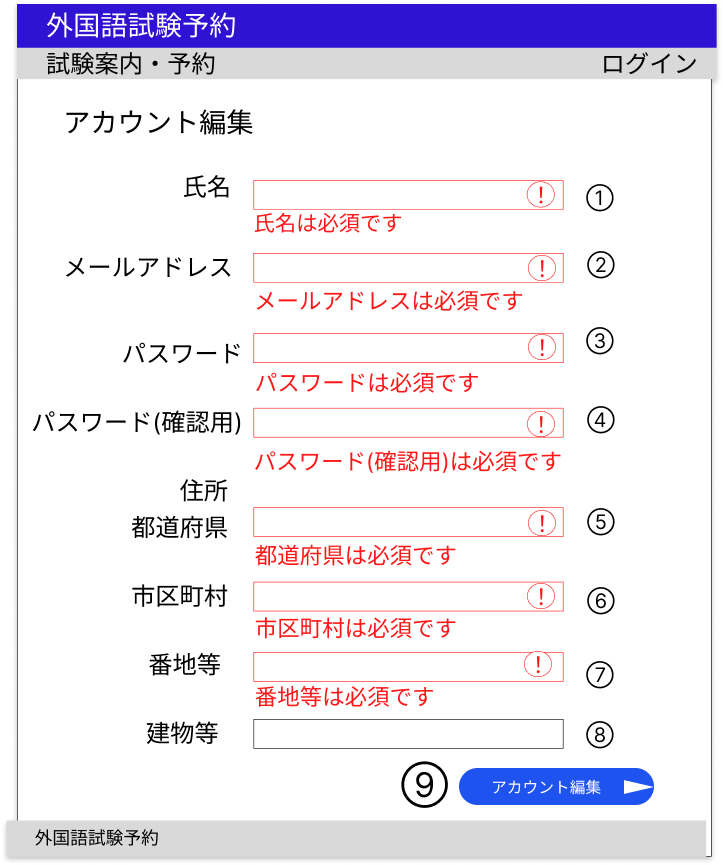 外国語試験予約
試験案内・予約 ログイン
アカウント編集
氏名 ! ①
氏名は必須です
メールアドレス ! ②
メールアドレスは必須です
パスワード ! ③
パスワードは必須です
パスワード(確認用) ! ④
パスワード(確認用)は必須です
住所
都道府県 ! ⑤
都道府県は必須です
市区町村 ! ⑥
市区町村は必須です
番地等 ! ⑦
番地等は必須です
建物等 ⑧
⑨ アカウント編集
外国語試験予約